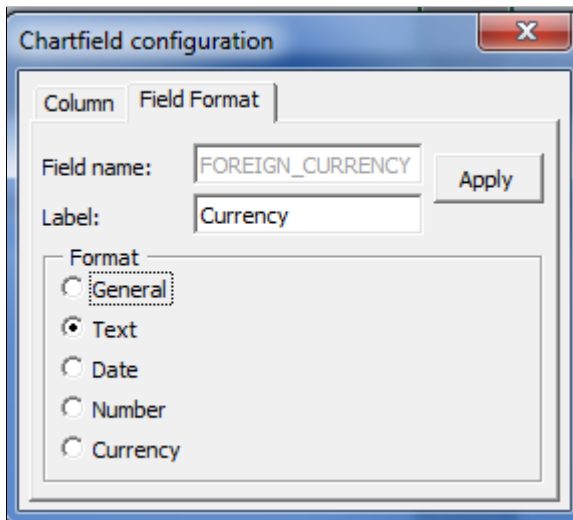 Chartfield configuration
Column Field Format
Field name: FOREIGN_CURRENCY
Apply
Label: Currency
Format
General
Text
Date
Number
Currency